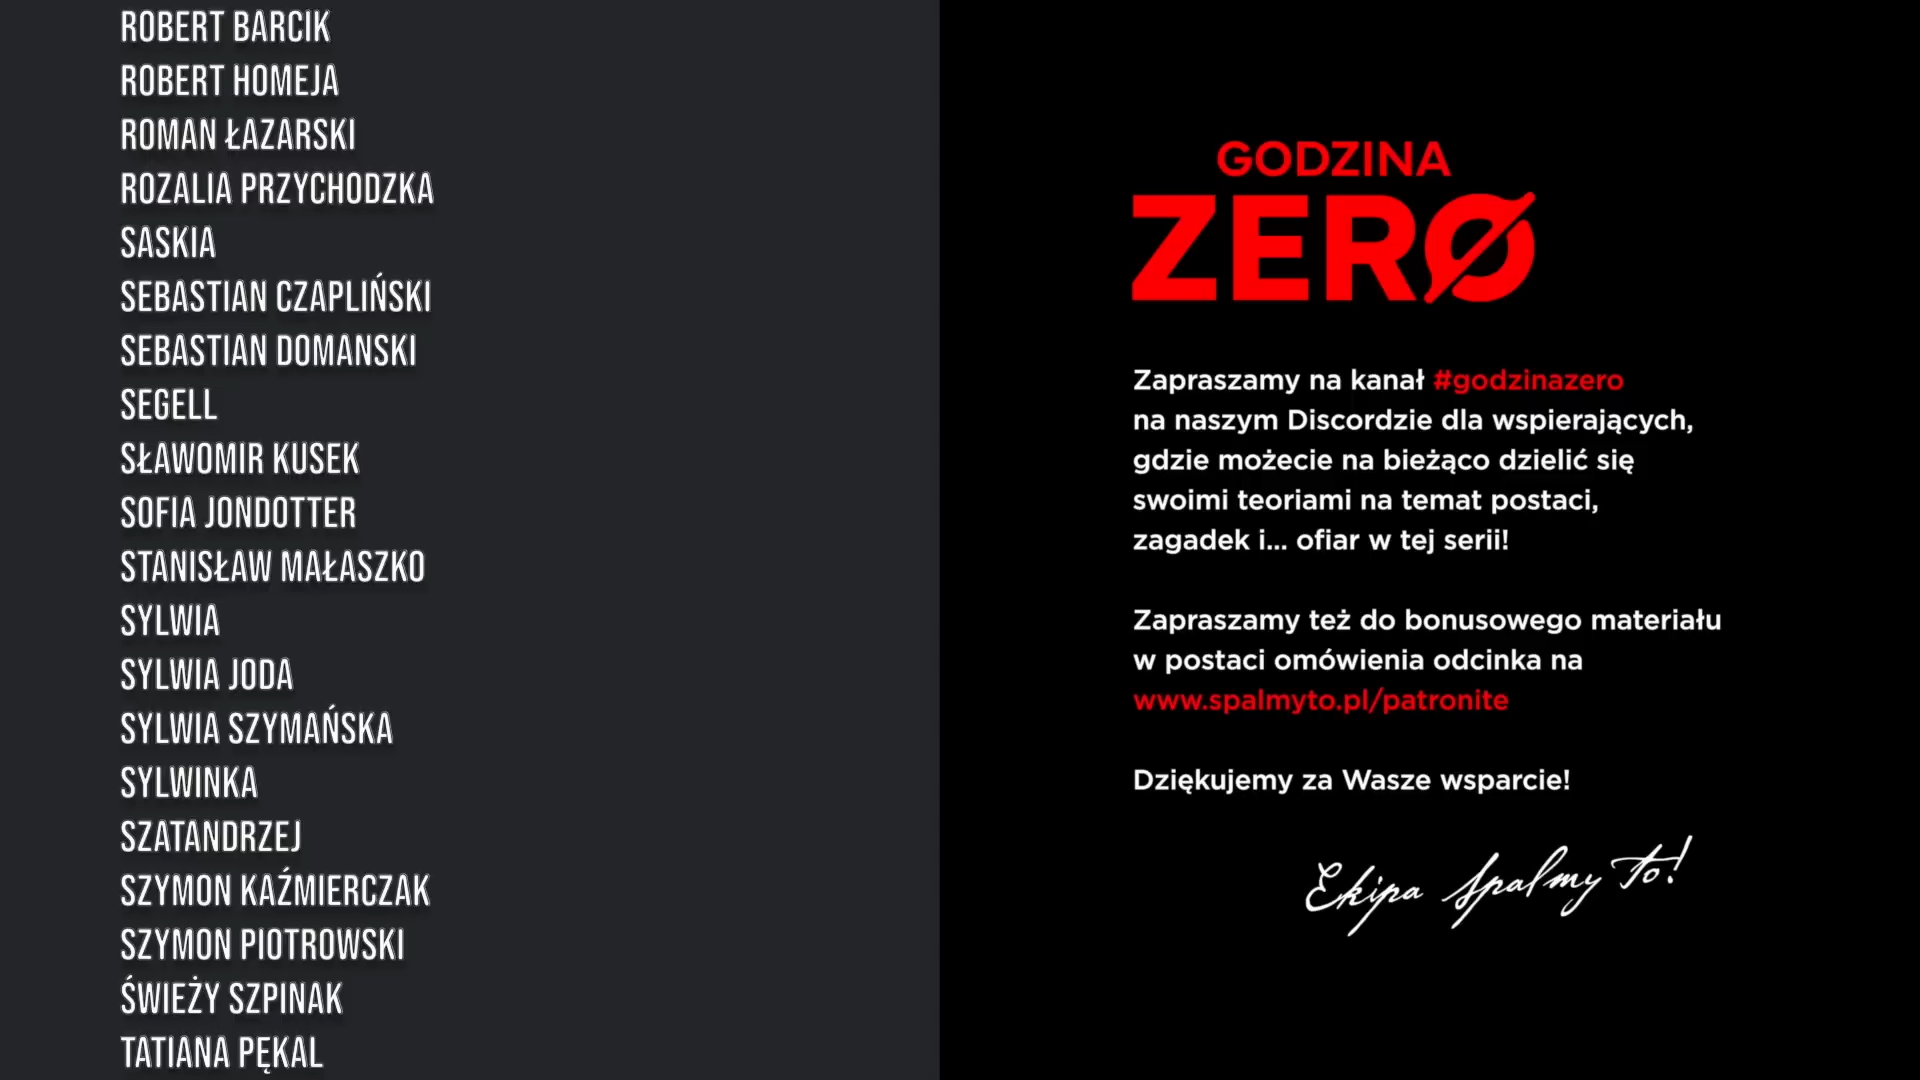 ROBERT BARCIK
ROBERT HOMEJA
ROMAN ŁAZARSKI
ROZALIA PRZYCHODZKA
SASKIA
SEBASTIAN CZAPLIŃSKI
SEBASTIAN DOMANSKI
SEGELL
SŁAWOMIR KUSEK
SOFIA JONDOTTER
STANISŁAW MAŁASZKO
SYLWIA
SYLWIA JODA
SYLWIA SZYMAŃSKA
SYLWINKA
SZATANDRZEJ
SZYMON KAŹMIERCZAK
SZYMON PIOTROWSKI
ŚWIEŻY SZPINAK
TATIANA PĘKAL
GODZINA
ZERØ
Zapraszamy na kanał #godzinazero
na naszym Discordzie dla wspierających,
gdzie możecie na bieżąco dzielić się
swoimi teoriami na temat postaci,
zagadek i... ofiar w tej serii!
Zapraszamy też do bonusowego materiału
w postaci omówienia odcinka na
www.spalmyto.pl/patronite
Dziękujemy za Wasze wsparcie!
Ekipa Spalmy to!